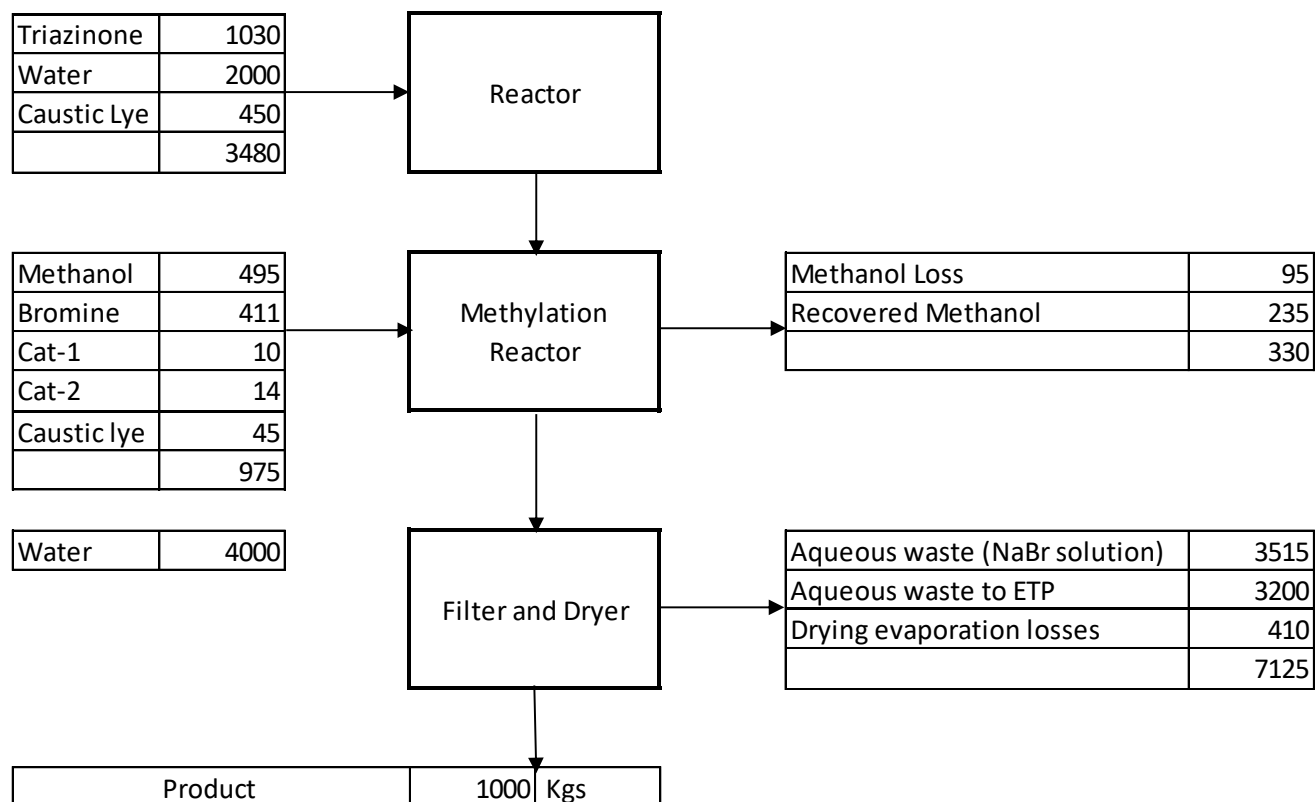 Triazinone 1030
Water 2000
Caustic Lye 450
3480
Reactor
Methanol 495
Bromine 411
Cat-1 10
Cat-2 14
Caustic lye 45
975
Methylation
Reactor
Methanol Loss 95
Recovered Methanol 235
330
Water 4000
Filter and Dryer
Aqueous waste (NaBr solution) 3515
Aqueous waste to ETP 3200
Drying evaporation losses 410
7125
Product 1000 Kgs